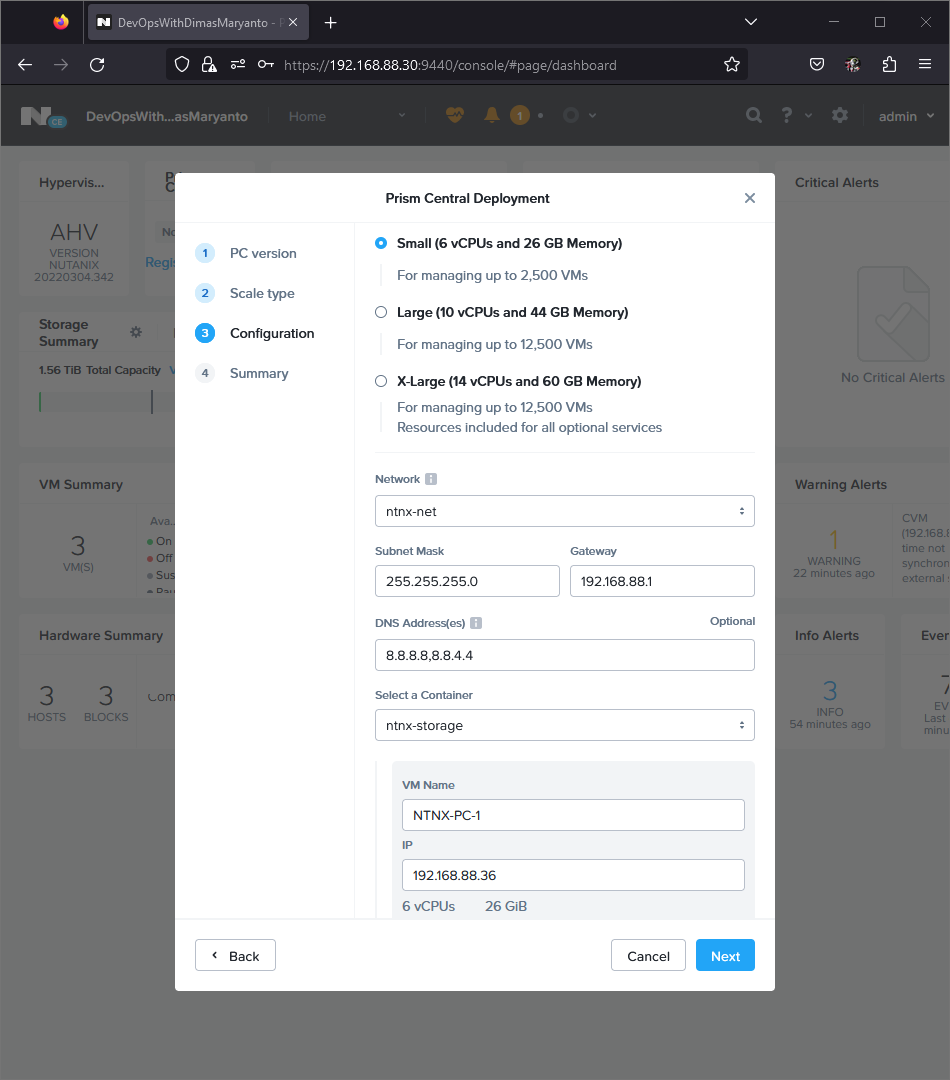 DevOpsWithDimasMaryanto - P
https://192.168.88.30:9440/console/#page/dashboard
N CE
DevOpsWith...asMaryanto
Home
1
?
admin
Hypervis...
AHV
VERSION
NUTANIX
20220304.342
P
C
No
Regis
Critical Alerts
No Critical Alerts
Storage
Summary
1.56 TiB Total Capacity
VM Summary
3
VM(S)
Ava...
On
Off
Sus
Warning Alerts
1
WARNING
22 minutes ago
CVM
(192.168.8
time not
synchron
external s
Hardware Summary
3
HOSTS
3
BLOCKS
Com
Info Alerts
3
INFO
54 minutes ago
Ever
7
EV
Last
minu
Prism Central Deployment
1 PC version
2 Scale type
3 Configuration
4 Summary
Small (6 vCPUs and 26 GB Memory)
For managing up to 2,500 VMs
Large (10 vCPUs and 44 GB Memory)
For managing up to 12,500 VMs
X-Large (14 vCPUs and 60 GB Memory)
For managing up to 12,500 VMs
Resources included for all optional services
Network
ntnx-net
Subnet Mask
Gateway
255.255.255.0
192.168.88.1
DNS Address(es)
Optional
8.8.8.8,8.8.4.4
Select a Container
ntnx-storage
VM Name
NTNX-PC-1
IP
192.168.88.36
6 vCPUs 26 GiB
Back
Cancel
Next